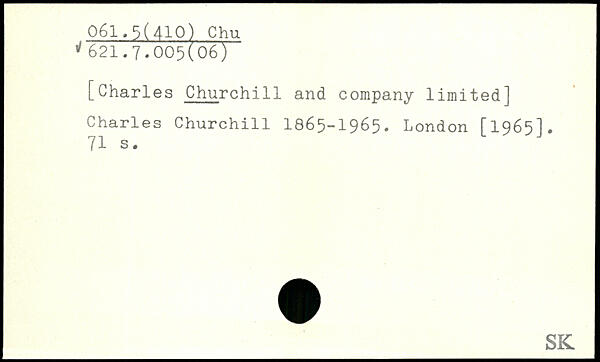 061.5(410) Chu
√ 621.7.005(06)
[Charles Churchill and company limited]
Charles Churchill 1865-1965. London [1965].
71 s.
SK